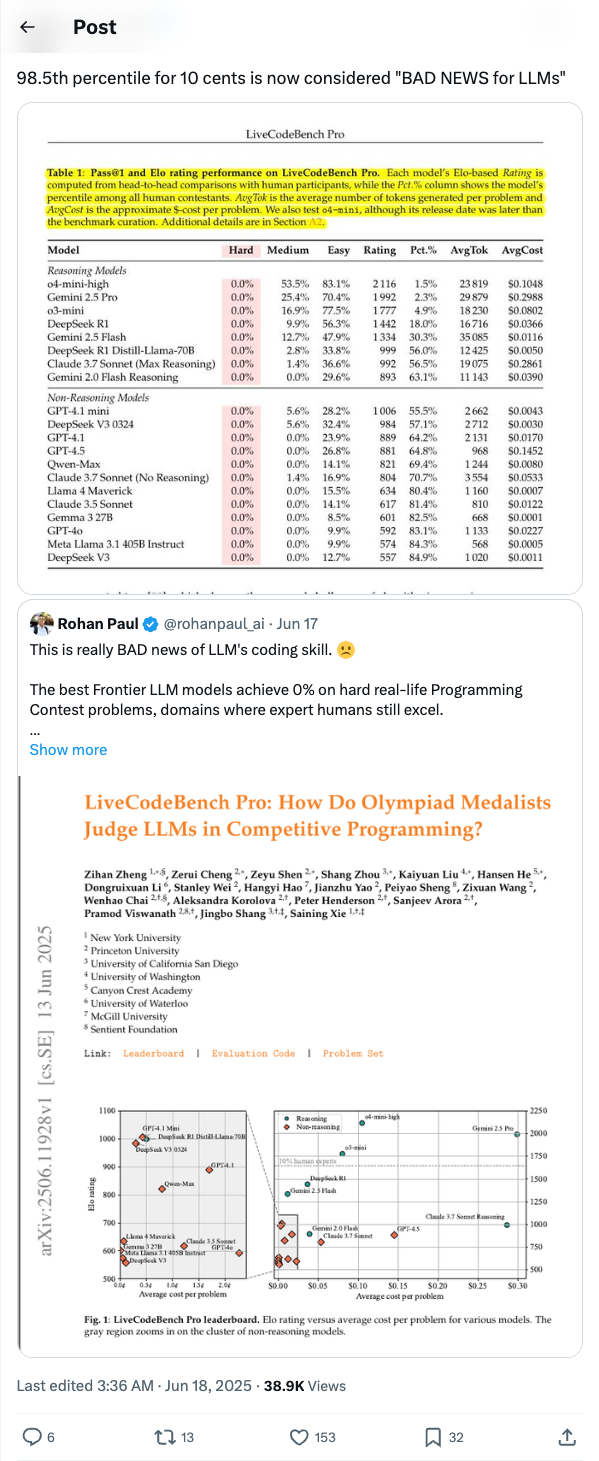 Post
98.5th percentile for 10 cents is now considered "BAD NEWS for LLMs"
LiveCodeBench Pro
Table 1: Pass@1 and Elo rating performance on LiveCodeBench Pro. Each model's Elo-based Rating is
computed from head-to-head comparisons with human participants, while the Pct.% column shows the model's
percentile among all human contestants. AvgTok is the average number of tokens generated per problem and
AvgCost is the approximate $-cost per problem. We also test o4-mini, although its release date was later than
the benchmark curation. Additional details are in Section A2.
Model Hard Medium Easy Rating Pct.% AvgTok AvgCost
Reasoning Models
o4-mini-high 0.0% 53.5% 83.1% 2116 1.5% 23819 $0.1048
Gemini 2.5 Pro 0.0% 25.4% 70.4% 1992 2.3% 29879 $0.2988
o3-mini 0.0% 16.9% 77.5% 1777 4.9% 18230 $0.0802
DeepSeek R1 0.0% 9.9% 56.3% 1442 18.0% 16716 $0.0366
Gemini 2.5 Flash 0.0% 12.7% 47.9% 1334 30.3% 35085 $0.0116
DeepSeek R1 Distill-Llama-70B 0.0% 2.8% 33.8% 999 56.0% 12425 $0.0050
Claude 3.7 Sonnet (Max Reasoning) 0.0% 1.4% 36.6% 992 56.5% 19075 $0.2861
Gemini 2.0 Flash Reasoning 0.0% 0.0% 29.6% 893 63.1% 11143 $0.0390
Non-Reasoning Models
GPT-4.1 mini 0.0% 5.6% 28.2% 1006 55.5% 2662 $0.0043
DeepSeek V3 0324 0.0% 5.6% 32.4% 984 57.1% 2712 $0.0030
GPT-4.1 0.0% 0.0% 23.9% 889 64.2% 2131 $0.0170
GPT-4.5 0.0% 0.0% 26.8% 881 64.8% 968 $0.1452
Qwen-Max 0.0% 0.0% 14.1% 821 69.4% 1244 $0.0080
Claude 3.7 Sonnet (No Reasoning) 0.0% 1.4% 16.9% 804 70.7% 3554 $0.0533
Llama 4 Maverick 0.0% 0.0% 15.5% 634 80.4% 1160 $0.0007
Claude 3.5 Sonnet 0.0% 0.0% 14.1% 617 81.4% 810 $0.0122
Gemma 3 27B 0.0% 0.0% 8.5% 601 82.5% 668 $0.0001
GPT-4o 0.0% 0.0% 9.9% 592 83.1% 1133 $0.0227
Meta Llama 3.1 405B Instruct 0.0% 0.0% 9.9% 574 84.3% 568 $0.0005
DeepSeek V3 0.0% 0.0% 12.7% 557 84.9% 1020 $0.0011
Rohan Paul @rohanpaul_ai · Jun 17
This is really BAD news of LLM's coding skill. 🙁
The best Frontier LLM models achieve 0% on hard real-life Programming
Contest problems, domains where expert humans still excel.
...
Show more
arXiv:2506.11928v1 [cs.SE] 13 Jun 2025
LiveCodeBench Pro: How Do Olympiad Medalists
Judge LLMs in Competitive Programming?
Zihan Zheng 1,*,§, Zerui Cheng 2,*, Zeyu Shen 2,*, Shang Zhou 3,*, Kaiyuan Liu 4,*, Hansen He 5,*,
Dongruixuan Li 6, Stanley Wei 2, Hangyi Hao 7, Jianzhu Yao 2, Peiyao Sheng 8, Zixuan Wang 2,
Wenhao Chai 2,†,§, Aleksandra Korolova 2,†, Peter Henderson 2,†, Sanjeev Arora 2,†,
Pramod Viswanath 2,8,†, Jingbo Shang 3,†,‡, Saining Xie 1,†,‡
1 New York University
2 Princeton University
3 University of California San Diego
4 University of Washington
5 Canyon Crest Academy
6 University of Waterloo
7 McGill University
8 Sentient Foundation
Link: Leaderboard | Evaluation Code | Problem Set
Elo rating
1100
1000
900
800
700
600
500
GPT-4.1 Mini
DeepSeek R1 Distill-Llama-70B
DeepSeek V3 0324
GPT-4.1
Qwen-Max
Llama 4 Maverick
Claude 3.5 Sonnet
Gemma 3 27B
GPT-4o
Meta Llama 3.1 405B Instruct
DeepSeek V3
0.0¢ 0.5¢ 1.0¢ 1.5¢ 2.0¢
Average cost per problem
Reasoning
Non-reasoning
o4-mini-high
Gemini 2.5 Pro
o3-mini
10% human experts
DeepSeek R1
Gemini 2.5 Flash
Claude 3.7 Sonnet Reasoning
Gemini 2.0 Flash
Claude 3.7 Sonnet
GPT-4.5
2250
2000
1750
1500
1250
1000
750
500
$0.00 $0.05 $0.10 $0.15 $0.20 $0.25 $0.30
Average cost per problem
Fig. 1: LiveCodeBench Pro leaderboard. Elo rating versus average cost per problem for various models. The
gray region zooms in on the cluster of non-reasoning models.
Last edited 3:36 AM · Jun 18, 2025 · 38.9K Views
6 13 153 32